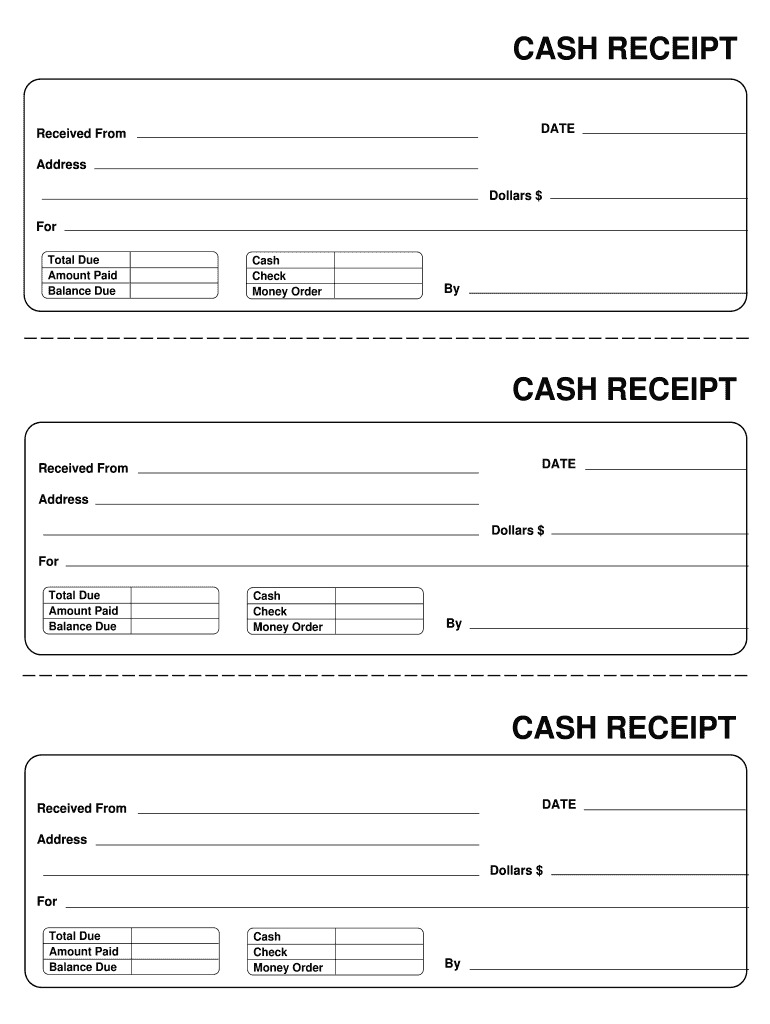 CASH RECEIPT
Received From DATE
Address
Dollars $
For
Total Due Cash
Amount Paid Check
Balance Due Money Order By
CASH RECEIPT
Received From DATE
Address
Dollars $
For
Total Due Cash
Amount Paid Check
Balance Due Money Order By
CASH RECEIPT
Received From DATE
Address
Dollars $
For
Total Due Cash
Amount Paid Check
Balance Due Money Order By